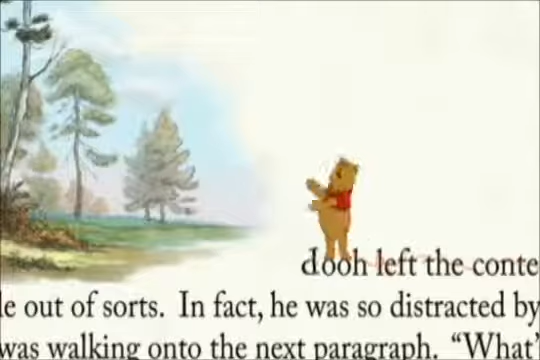 dooh left the conte
le out of sorts. In fact, he was so distracted by
was walking onto the next paragraph. “What’